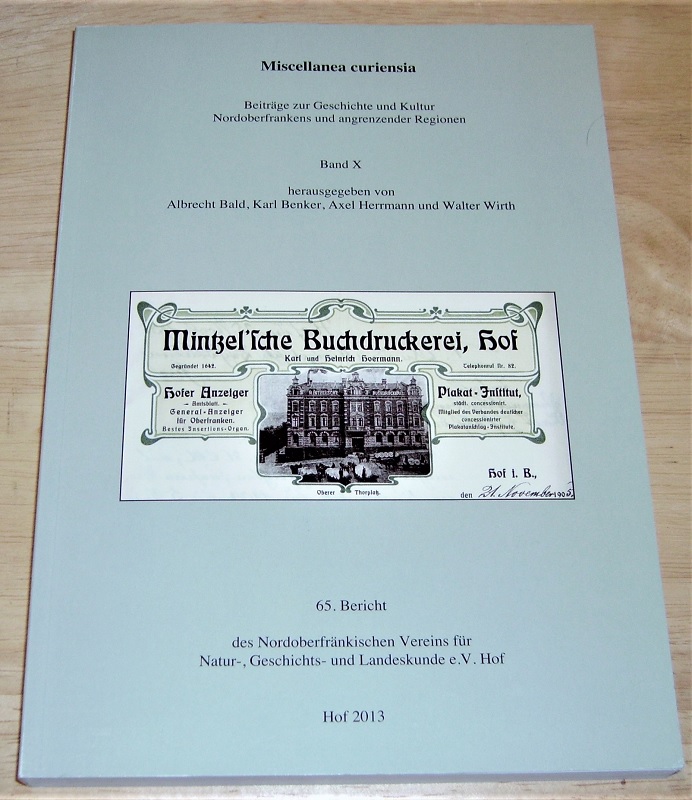 Miscellanea curiensia
Beiträge zur Geschichte und Kultur
Nordoberfrankens und angrenzender Regionen
Band X
herausgegeben von
Albrecht Bald, Karl Benker, Axel Herrmann und Walter Wirth
Mintzel'sche Buchdruckerei, Hof
Karl und Heinrich Hoermann.
Gegründet 1642.
Telephonruf Nr. 52.
Hofer Anzeiger
- Amtsblatt. -
General-Anzeiger
für Oberfranken.
Bestes Insertions-Organ.
Plakat-Institut,
städt. concessionirt.
Mitglied des Verbandes deutscher
concessionirter
Plakatanschlag-Institute.
Oberer Thorplatz.
Hof i. B.,
den 21. November 1905.
65. Bericht
des Nordoberfränkischen Vereins für
Natur-, Geschichts- und Landeskunde e.V. Hof
Hof 2013